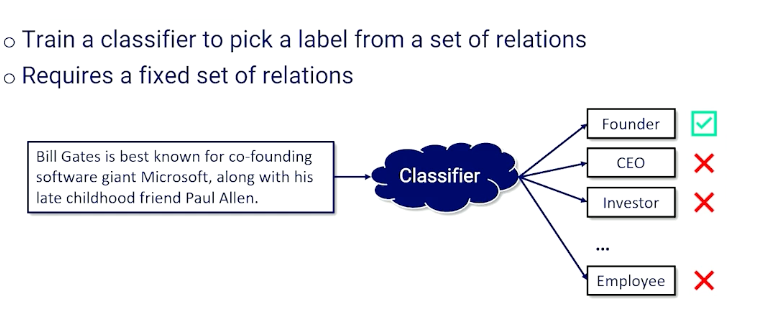 o Train a classifier to pick a label from a set of relations
o Requires a fixed set of relations
Bill Gates is best known for co-founding
software giant Microsoft, along with his
late childhood friend Paul Allen.
Classifier
Founder
CEO
Investor
...
Employee